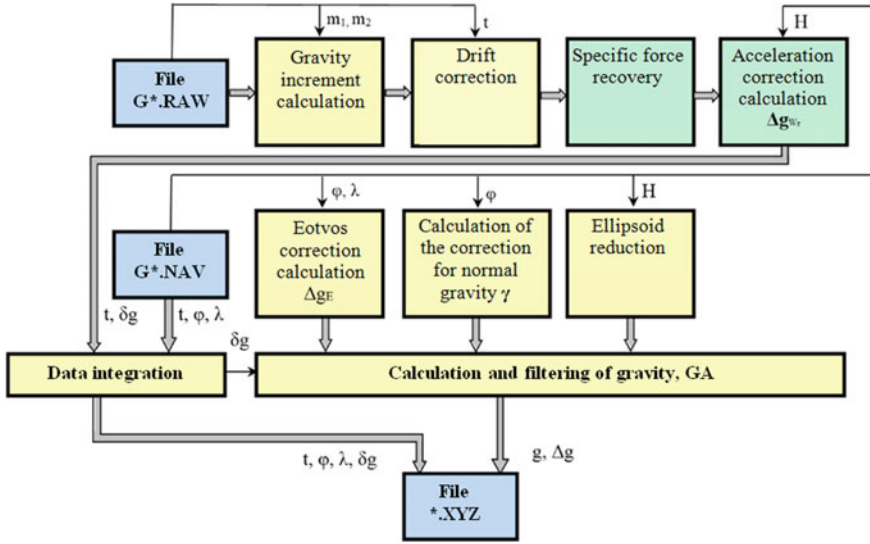 m₁, m₂
t
H
File
G*.RAW
Gravity
increment
calculation
Drift
correction
Specific force
recovery
Acceleration
correction
calculation
Δg_Wr
φ, λ
φ
H
File
G*.NAV
Eotvos
correction
calculation
Δg_E
Calculation of
the correction
for normal
gravity γ
Ellipsoid
reduction
t, δg
t, φ, λ
δg
Data integration
Calculation and filtering of gravity, GA
t, φ, λ, δg
g, Δg
File
*.XYZ